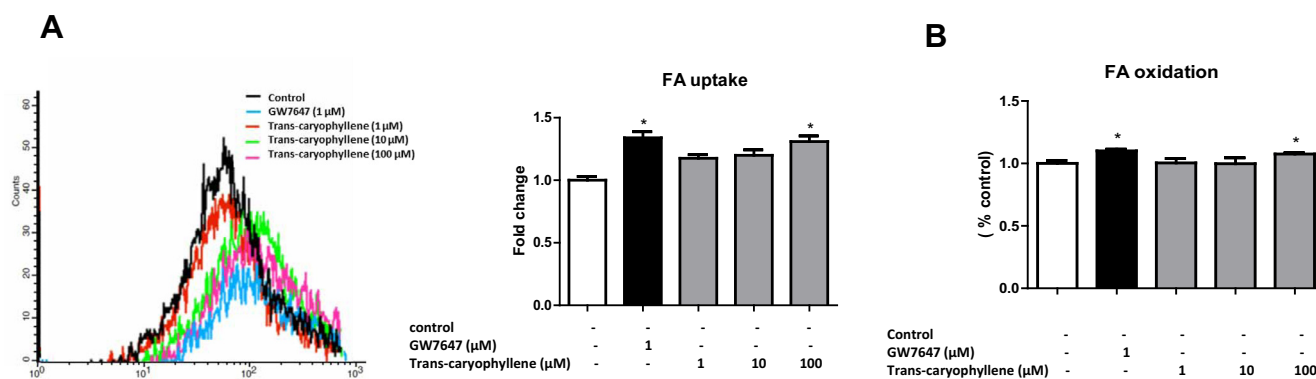 A
Control
GW7647 (1 μM)
Trans-caryophyllene (1 μM)
Trans-caryophyllene (10 μM)
Trans-caryophyllene (100 μM)
Counts
60
50
40
30
20
10
0
10⁰ 10¹ 10² 10³
FA uptake
Fold change
1.5
1.0
0.5
0.0
* *
control - - - - -
GW7647 (μM) - 1 - - -
Trans-caryophyllene (μM) - - 1 10 100
B
FA oxidation
( % control)
1.5
1.0
0.5
0.0
* *
Control - - - - -
GW7647 (μM) - 1 - - -
Trans-caryophyllene (μM) - - 1 10 100